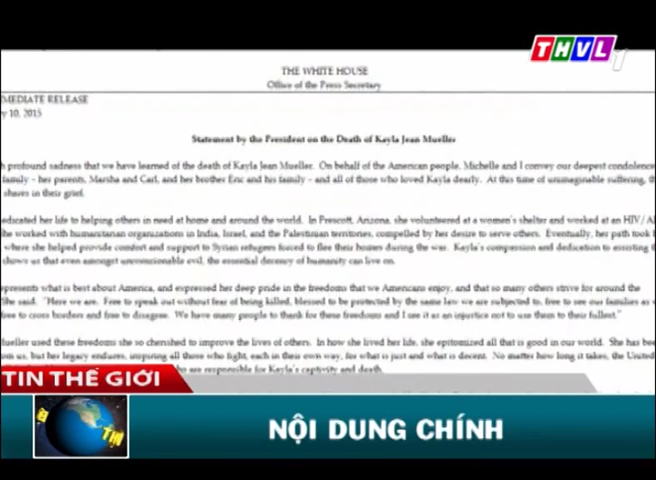 THVL1
THE WHITE HOUSE
Office of the Press Secretary
MEDIATE RELEASE
y 10, 2015
Statement by the President on the Death of Kayla Jean Mueller
h profound sadness that we have learned of the death of Kayla Jean Mueller. On behalf of the American people, Michelle and I convey our deepest condolence
family – her parents, Marsha and Carl, and her brother Eric and his family – and all of those who loved Kayla dearly. At this time of unimaginable suffering, th
shares in their grief.
edicated her life to helping others in need at home and around the world. In Prescott, Arizona, she volunteered at a women's shelter and worked at an HIV/AI
she worked with humanitarian organizations in India, Israel, and the Palestinian territories, compelled by her desire to serve others. Eventually, her path took h
where she helped provide comfort and support to Syrian refugees forced to flee their homes during the war. Kayla's compassion and dedication to assisting th
shows us that even amongst unconscionable evil, the essential decency of humanity can live on.
presents what is best about America, and expressed her deep pride in the freedoms that we Americans enjoy, and that so many others strive for around the
She said: "Here we are. Free to speak out without fear of being killed, blessed to be protected by the same law we are subjected to, free to see our families as w
free to cross borders and free to disagree. We have many people to thank for these freedoms and I see it as an injustice not to use them to their fullest."
Mueller used these freedoms she so cherished to improve the lives of others. In how she lived her life, she epitomized all that is good in our world. She has bee
om us, but her legacy endures, inspiring all those who fight, each in their own way, for what is just and what is decent. No matter how long it takes, the United
ho are responsible for Kayla's captivity and death.
TIN THẾ GIỚI
NỘI DUNG CHÍNH